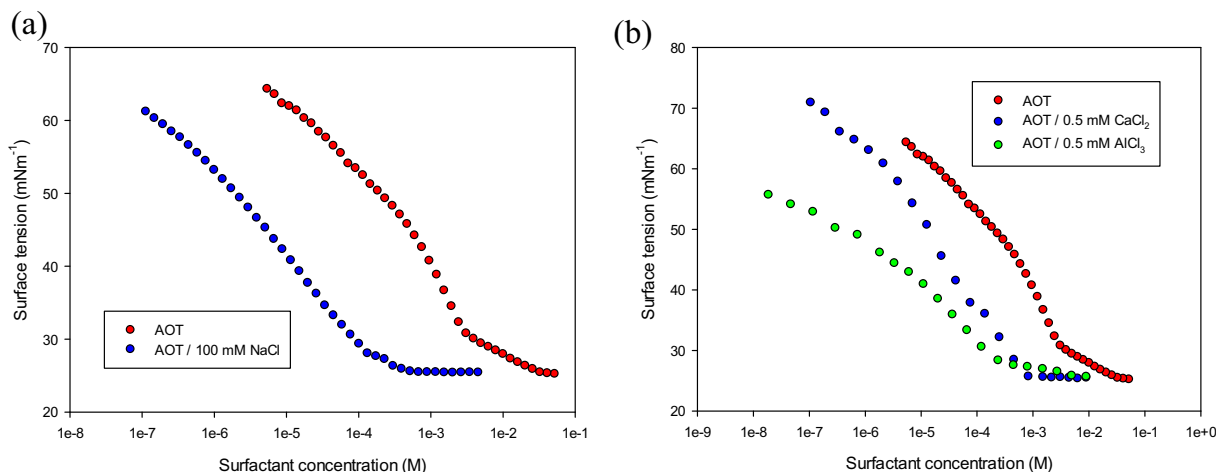 (a)
70
60
50
40
30
20
Surface tension (mNm⁻¹)
AOT
AOT / 100 mM NaCl
1e-8 1e-7 1e-6 1e-5 1e-4 1e-3 1e-2 1e-1
Surfactant concentration (M)
(b)
80
70
60
50
40
30
20
Surface tension (mNm⁻¹)
AOT
AOT / 0.5 mM CaCl₂
AOT / 0.5 mM AlCl₃
1e-9 1e-8 1e-7 1e-6 1e-5 1e-4 1e-3 1e-2 1e-1 1e+0
Surfactant concentration (M)